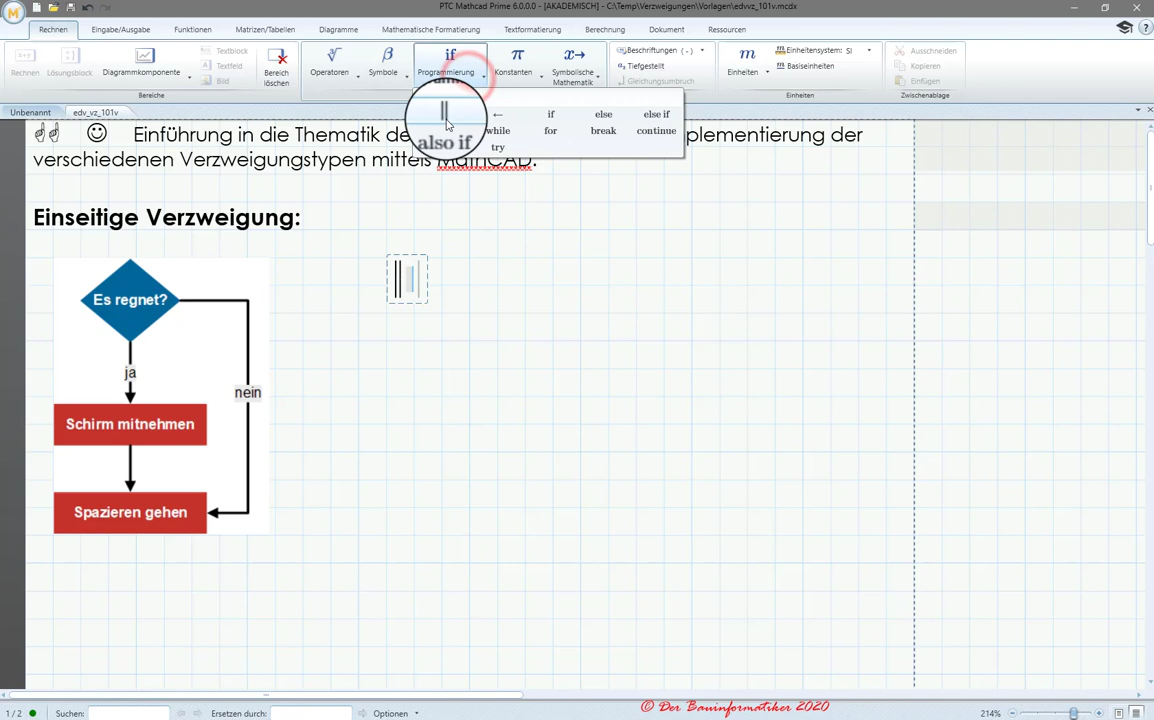 PTC Mathcad Prime 6.0.0.0 - [AKADEMISCH] - C:\Temp\Verzweigungen\Vorlagen\edvvz_101v.mcdx
Rechnen Eingabe/Ausgabe Funktionen Matrizen/Tabellen Diagramme Mathematische Formatierung Textformatierung Berechnung Dokument Ressourcen
Rechnen Lösungsblock Diagrammkomponente Textblock Textfeld Bild Bereich löschen
Operatoren Symbole if Programmierung π Konstanten Symbolische Mathematik
Beschriftungen ( - ) Tiefgestellt Gleichungsumbruch
Einheiten Einheitensystem: SI Basiseinheiten
Ausschneiden Kopieren Einfügen
Bereiche Einheiten Zwischenablage
Unbenannt edv_vz_101v
← if else else if
also if while for break continue
try
Einführung in die Thematik de
plementierung der
verschiedenen Verzweigungstypen mittels MathCAD.
Einseitige Verzweigung:
Es regnet?
ja
nein
Schirm mitnehmen
Spazieren gehen
1 / 2 Suchen: Ersetzen durch: Optionen © Der Bauinformatiker 2020 214%